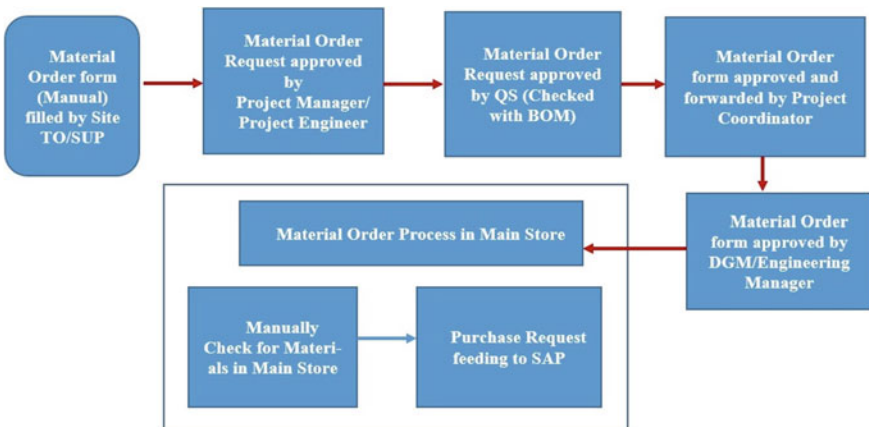 Material
Order form
(Manual)
filled by Site
TO/SUP
Material Order
Request approved
by
Project Manager/
Project Engineer
Material Order
Request approved
by QS (Checked
with BOM)
Material Order
form approved and
forwarded by Project
Coordinator
Material Order
form approved by
DGM/Engineering
Manager
Material Order Process in Main Store
Manually
Check for Materi-
als in Main Store
Purchase Request
feeding to SAP